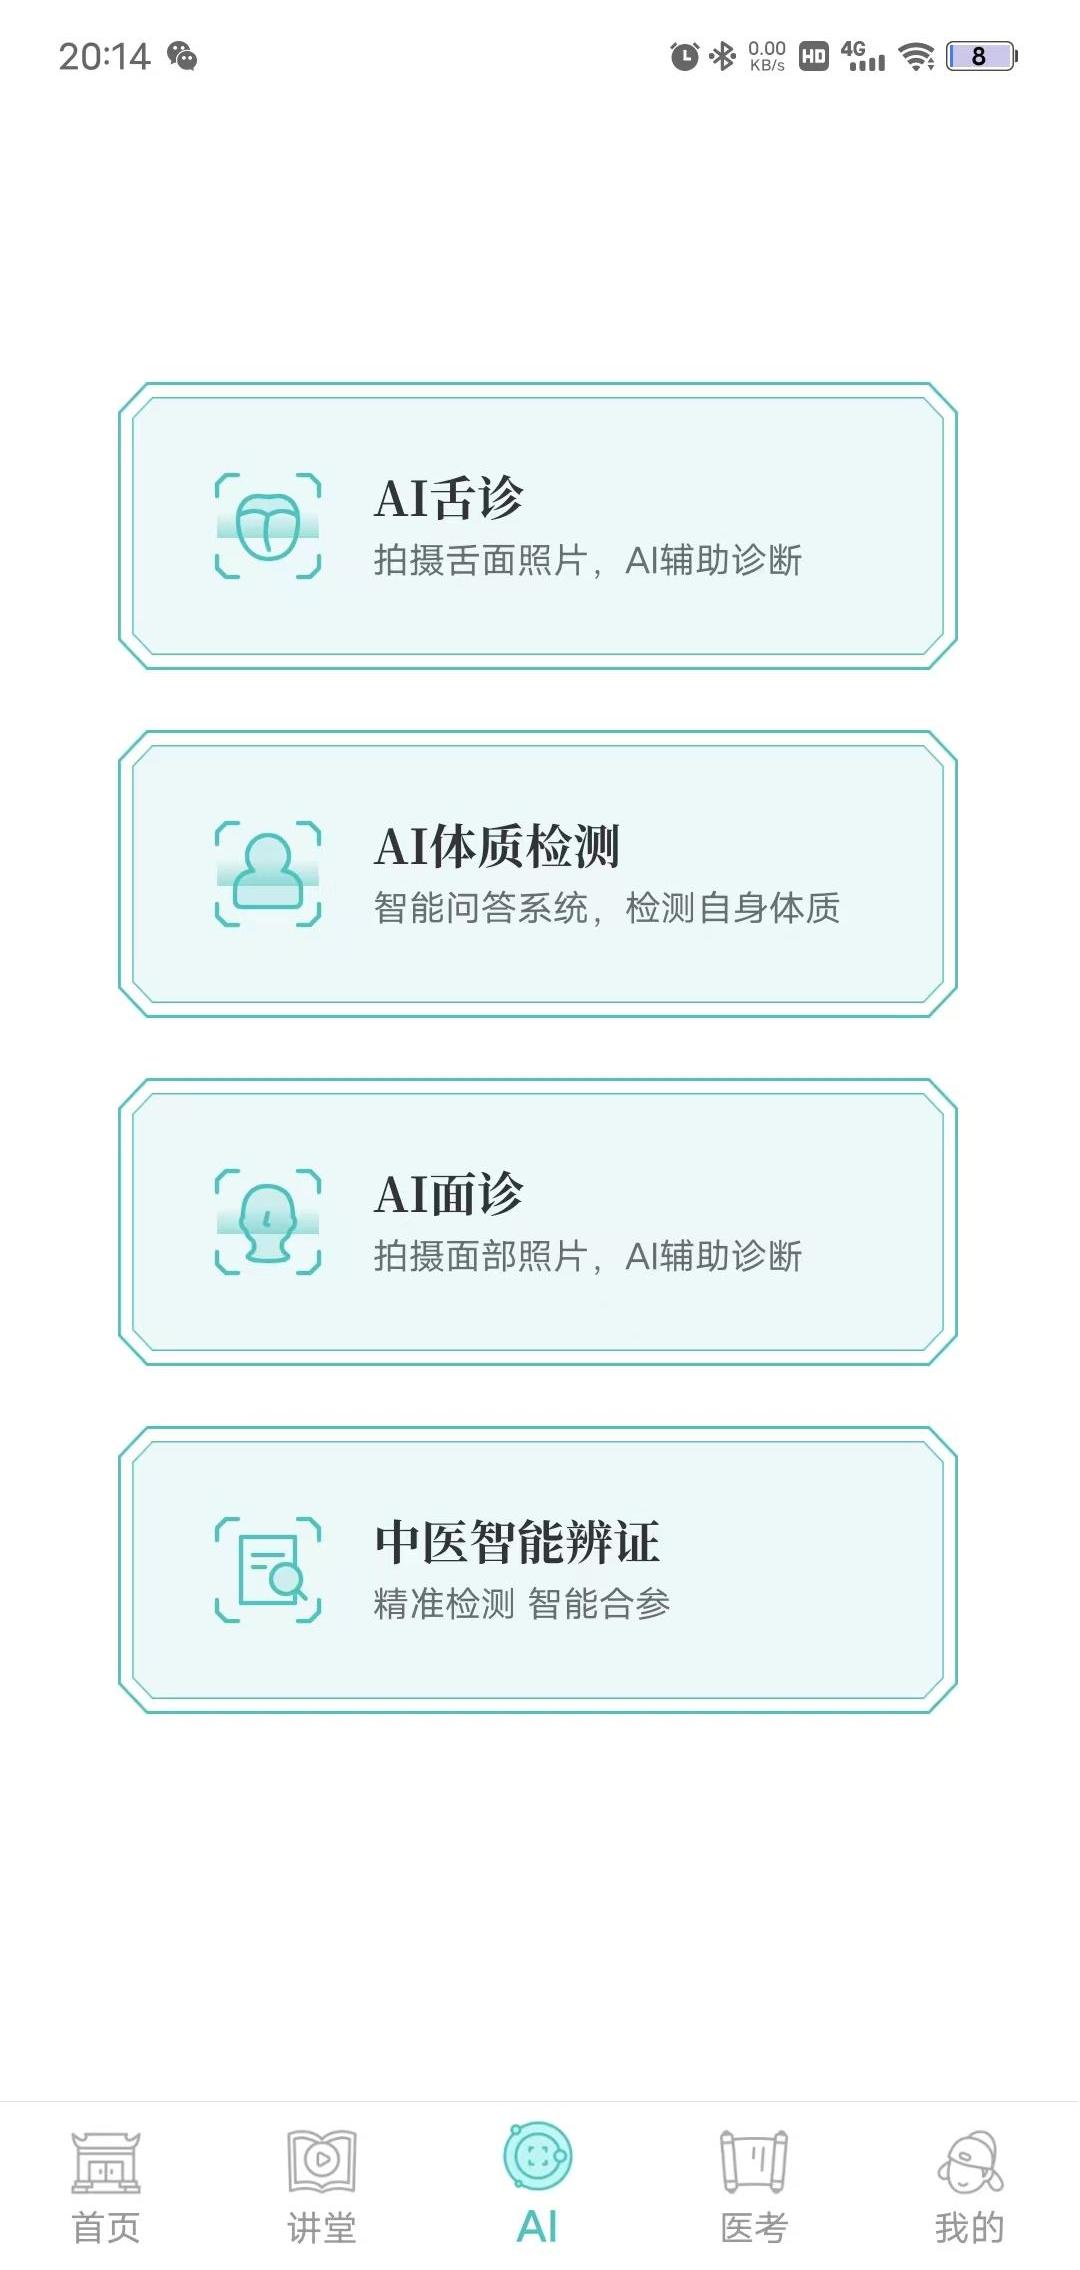 20:14
0.00
KB/s
HD
4G
8
AI舌诊
拍摄舌面照片，AI辅助诊断
AI体质检测
智能问答系统，检测自身体质
AI面诊
拍摄面部照片，AI辅助诊断
中医智能辨证
精准检测 智能合参
首页
讲堂
AI
医考
我的